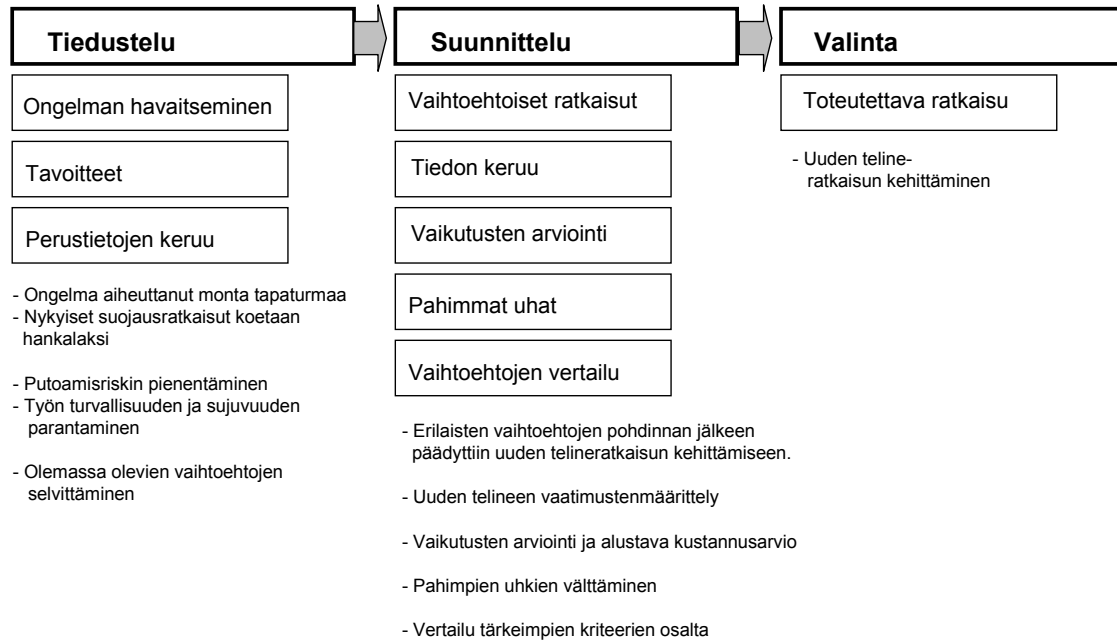 Tiedustelu
Ongelman havaitseminen
Tavoitteet
Perustietojen keruu
- Ongelma aiheuttanut monta tapaturmaa
- Nykyiset suojausratkaisut koetaan
hankalaksi
- Putoamisriskin pienentäminen
- Työn turvallisuuden ja sujuvuuden
parantaminen
- Olemassa olevien vaihtoehtojen
selvittäminen
Suunnittelu
Vaihtoehtoiset ratkaisut
Tiedon keruu
Vaikutusten arviointi
Pahimmat uhat
Vaihtoehtojen vertailu
- Erilaisten vaihtoehtojen pohdinnan jälkeen
päädyttiin uuden telineratkaisun kehittämiseen.
- Uuden telineen vaatimustenmäärittely
- Vaikutusten arviointi ja alustava kustannusarvio
- Pahimpien uhkien välttäminen
- Vertailu tärkeimpien kriteerien osalta
Valinta
Toteutettava ratkaisu
- Uuden teline-
ratkaisun kehittäminen